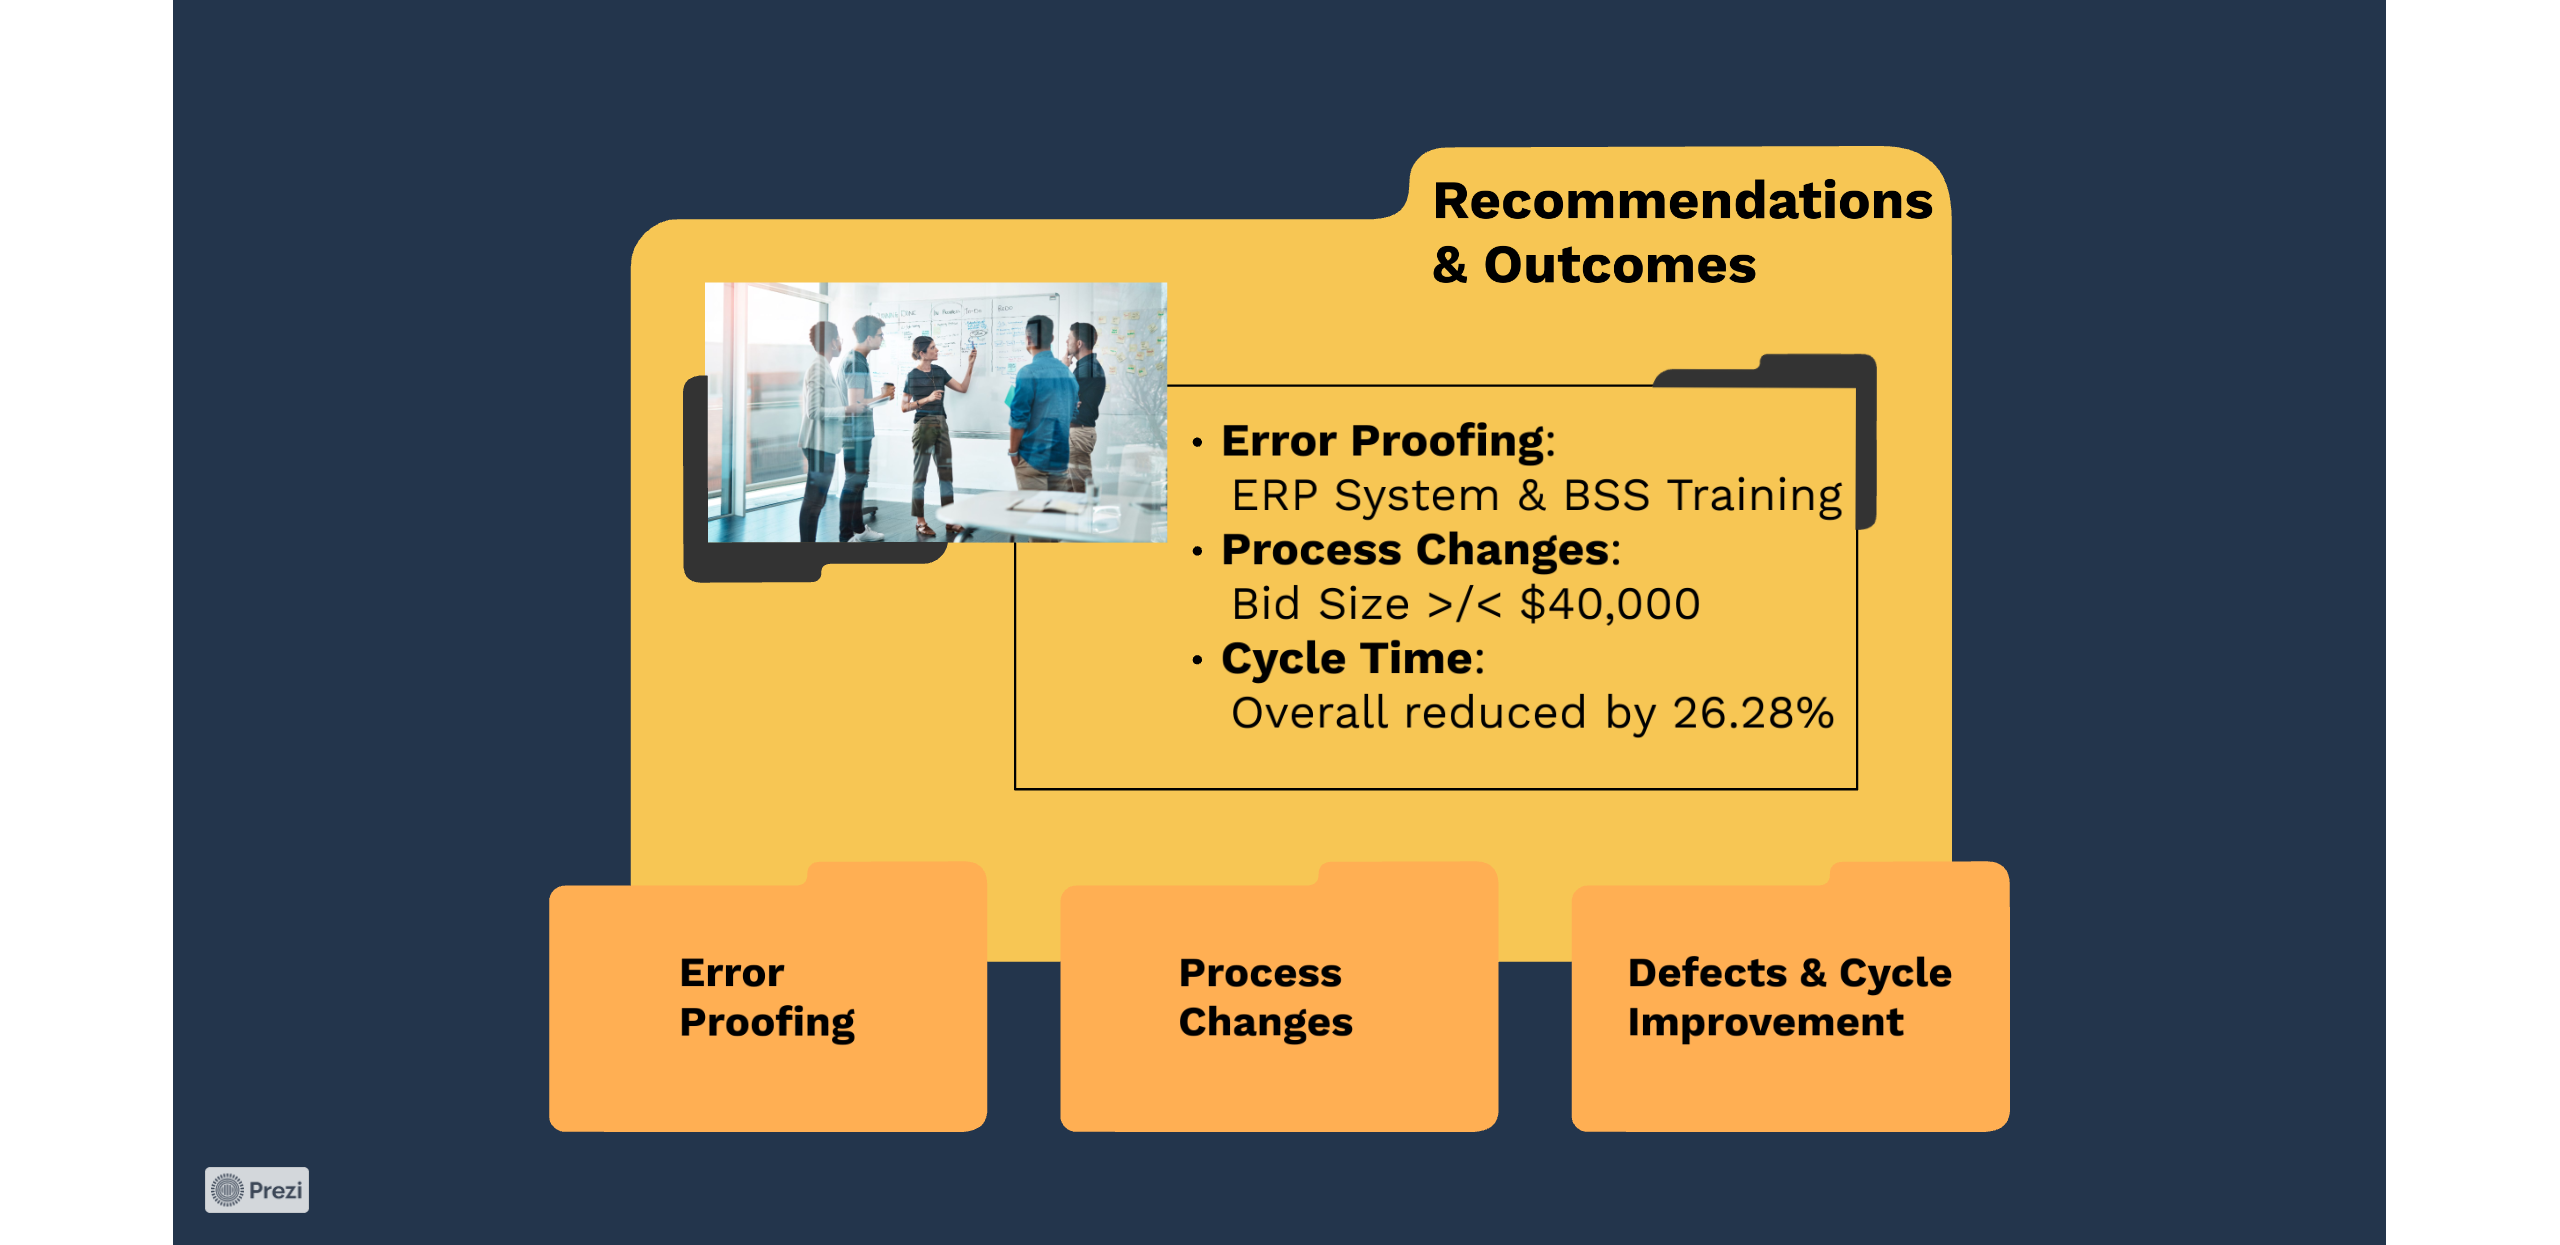 Recommendations
& Outcomes
• Error Proofing:
ERP System & BSS Training
• Process Changes:
Bid Size >/< $40,000
• Cycle Time:
Overall reduced by 26.28%
Error
Proofing
Process
Changes
Defects & Cycle
Improvement
Prezi